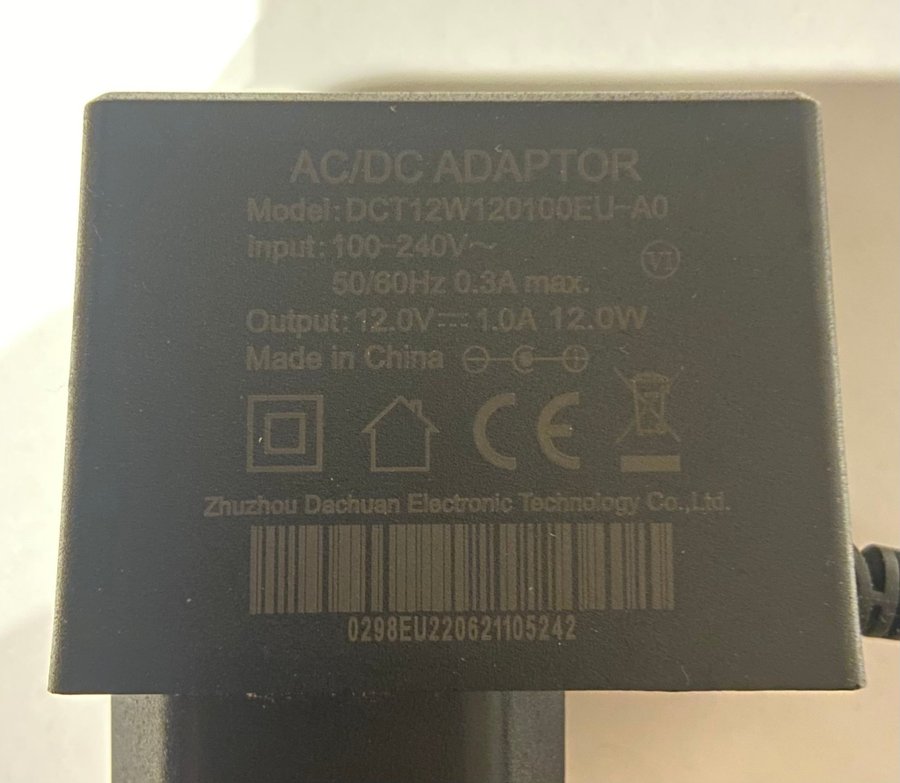 AC/DC ADAPTOR
Model:DCT12W120100EU-A0
Input:100-240V~
50/60Hz 0.3A max.
VI
Output:12.0V⎓1.0A 12.0W
Made in China
CE
Zhuzhou Dachuan Electronic Technology Co.,Ltd.
0298EU220621105242